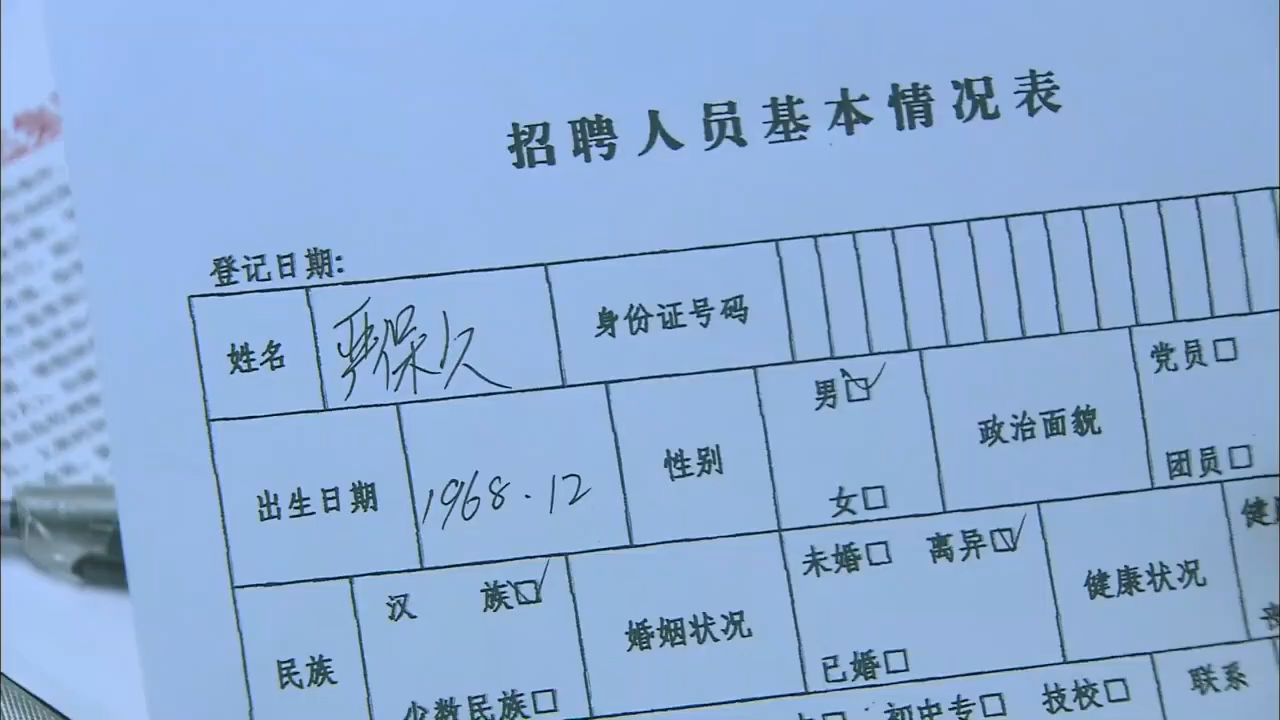 招聘人员基本情况表
登记日期:
姓名 严保久 身份证号码
出生日期 1968.12 性别 男☑ 女□ 政治面貌 党员□ 团员□
民族 汉族☑ 少数民族□ 婚姻状况 未婚□ 离异☑ 已婚□ 健康状况 健
初中专□ 技校□ 联系